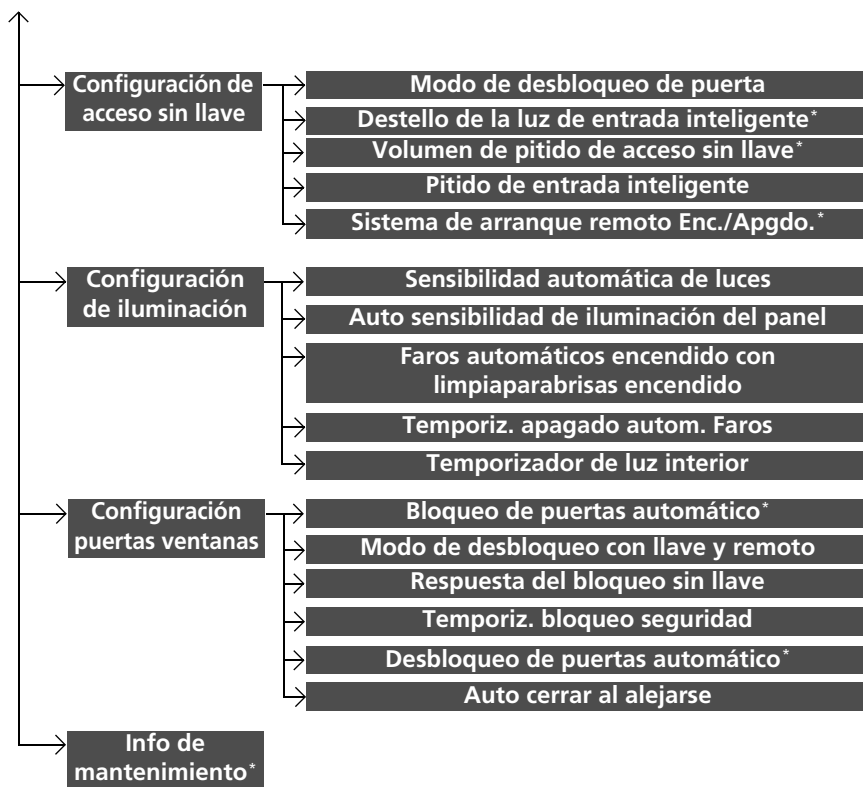 Configuración de
acceso sin llave
Modo de desbloqueo de puerta
Destello de la luz de entrada inteligente*
Volumen de pitido de acceso sin llave*
Pitido de entrada inteligente
Sistema de arranque remoto Enc./Apgdo.*
Configuración
de iluminación
Sensibilidad automática de luces
Auto sensibilidad de iluminación del panel
Faros automáticos encendido con
limpiaparabrisas encendido
Temporiz. apagado autom. Faros
Temporizador de luz interior
Configuración
puertas ventanas
Bloqueo de puertas automático*
Modo de desbloqueo con llave y remoto
Respuesta del bloqueo sin llave
Temporiz. bloqueo seguridad
Desbloqueo de puertas automático*
Auto cerrar al alejarse
Info de
mantenimiento*